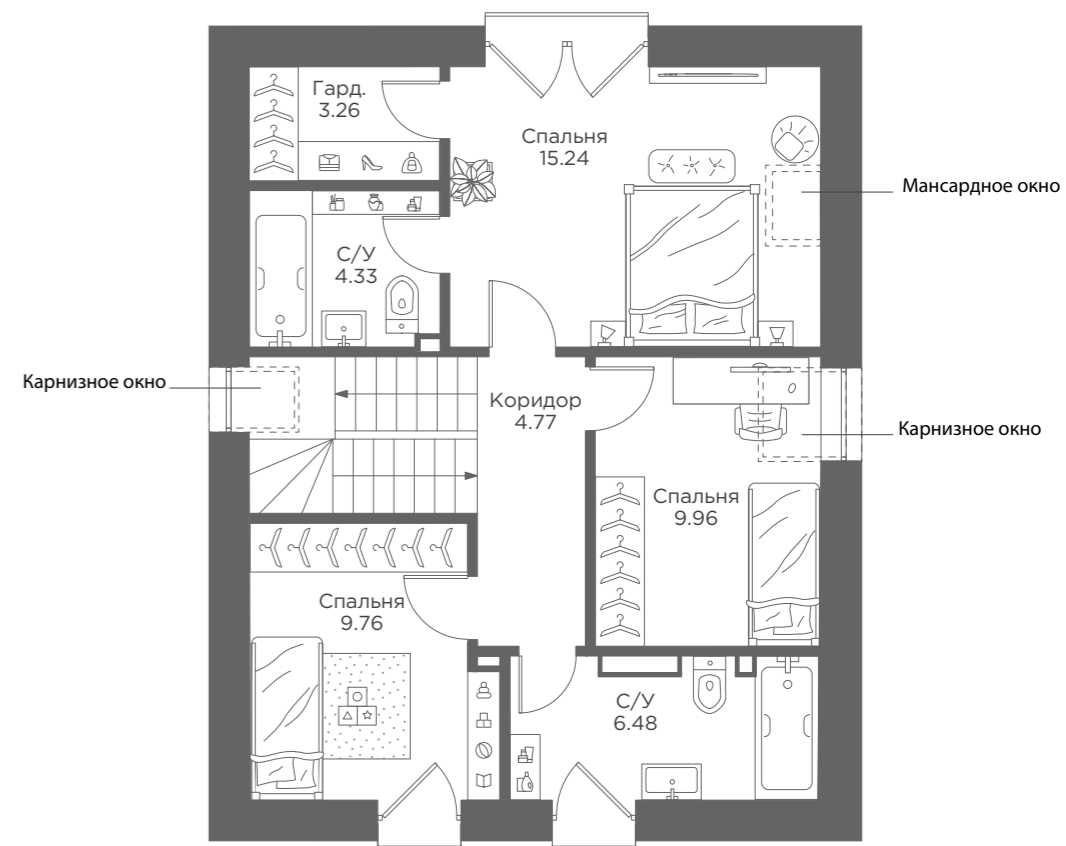 Гард.
3.26
Спальня
15.24
Мансардное окно
С/У
4.33
Карнизное окно
Коридор
4.77
Карнизное окно
Спальня
9.96
Спальня
9.76
С/У
6.48